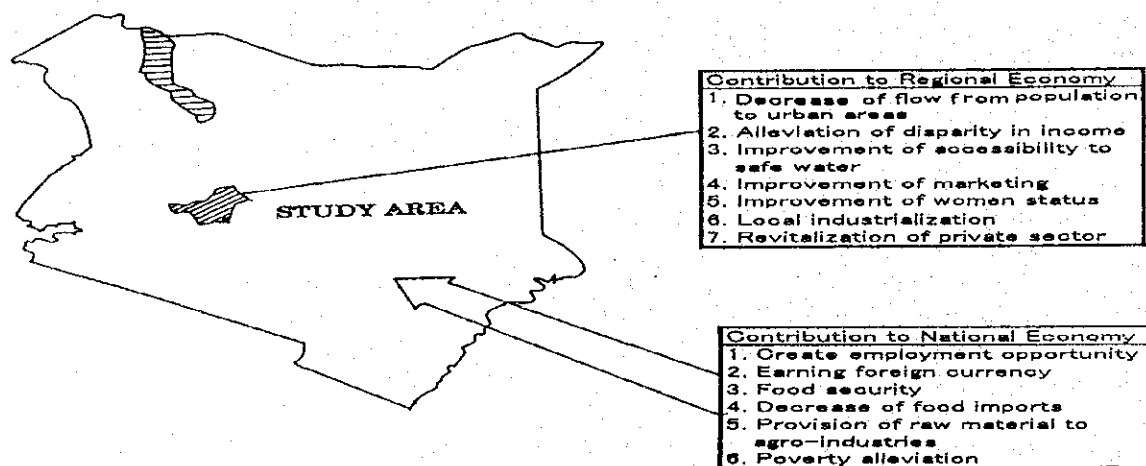 Contribution to Regional Economy
1. Decrease of flow from population
to urban areas
2. Alleviation of disparity in income
3. Improvement of accessibility to
safe water
4. Improvement of marketing
5. Improvement of women status
6. Local industrialization
7. Revitalization of private sector
STUDY AREA
Contribution to National Economy
1. Create employment opportunity
2. Earning foreign currency
3. Food security
4. Decrease of food imports
5. Provision of raw material to
agro-industries
6. Poverty alleviation